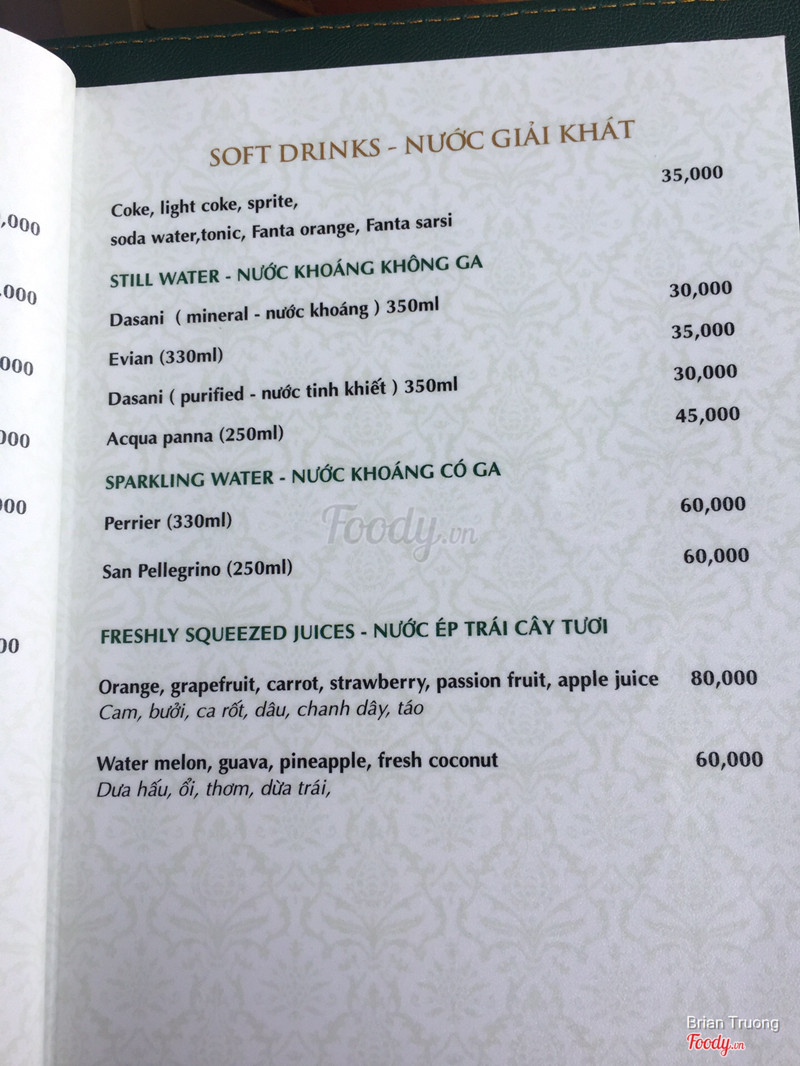 SOFT DRINKS - NƯỚC GIẢI KHÁT
Coke, light coke, sprite, 35,000
soda water,tonic, Fanta orange, Fanta sarsi
STILL WATER - NƯỚC KHOÁNG KHÔNG GA
Dasani ( mineral - nước khoáng ) 350ml 30,000
Evian (330ml) 35,000
Dasani ( purified - nước tinh khiết ) 350ml 30,000
Acqua panna (250ml) 45,000
SPARKLING WATER - NƯỚC KHOÁNG CÓ GA
Perrier (330ml) 60,000
Foody.vn
San Pellegrino (250ml) 60,000
FRESHLY SQUEEZED JUICES - NƯỚC ÉP TRÁI CÂY TƯƠI
Orange, grapefruit, carrot, strawberry, passion fruit, apple juice 80,000
Cam, bưởi, ca rốt, dâu, chanh dây, táo
Water melon, guava, pineapple, fresh coconut 60,000
Dưa hấu, ổi, thơm, dừa trái,
Brian Truong
Foody.vn